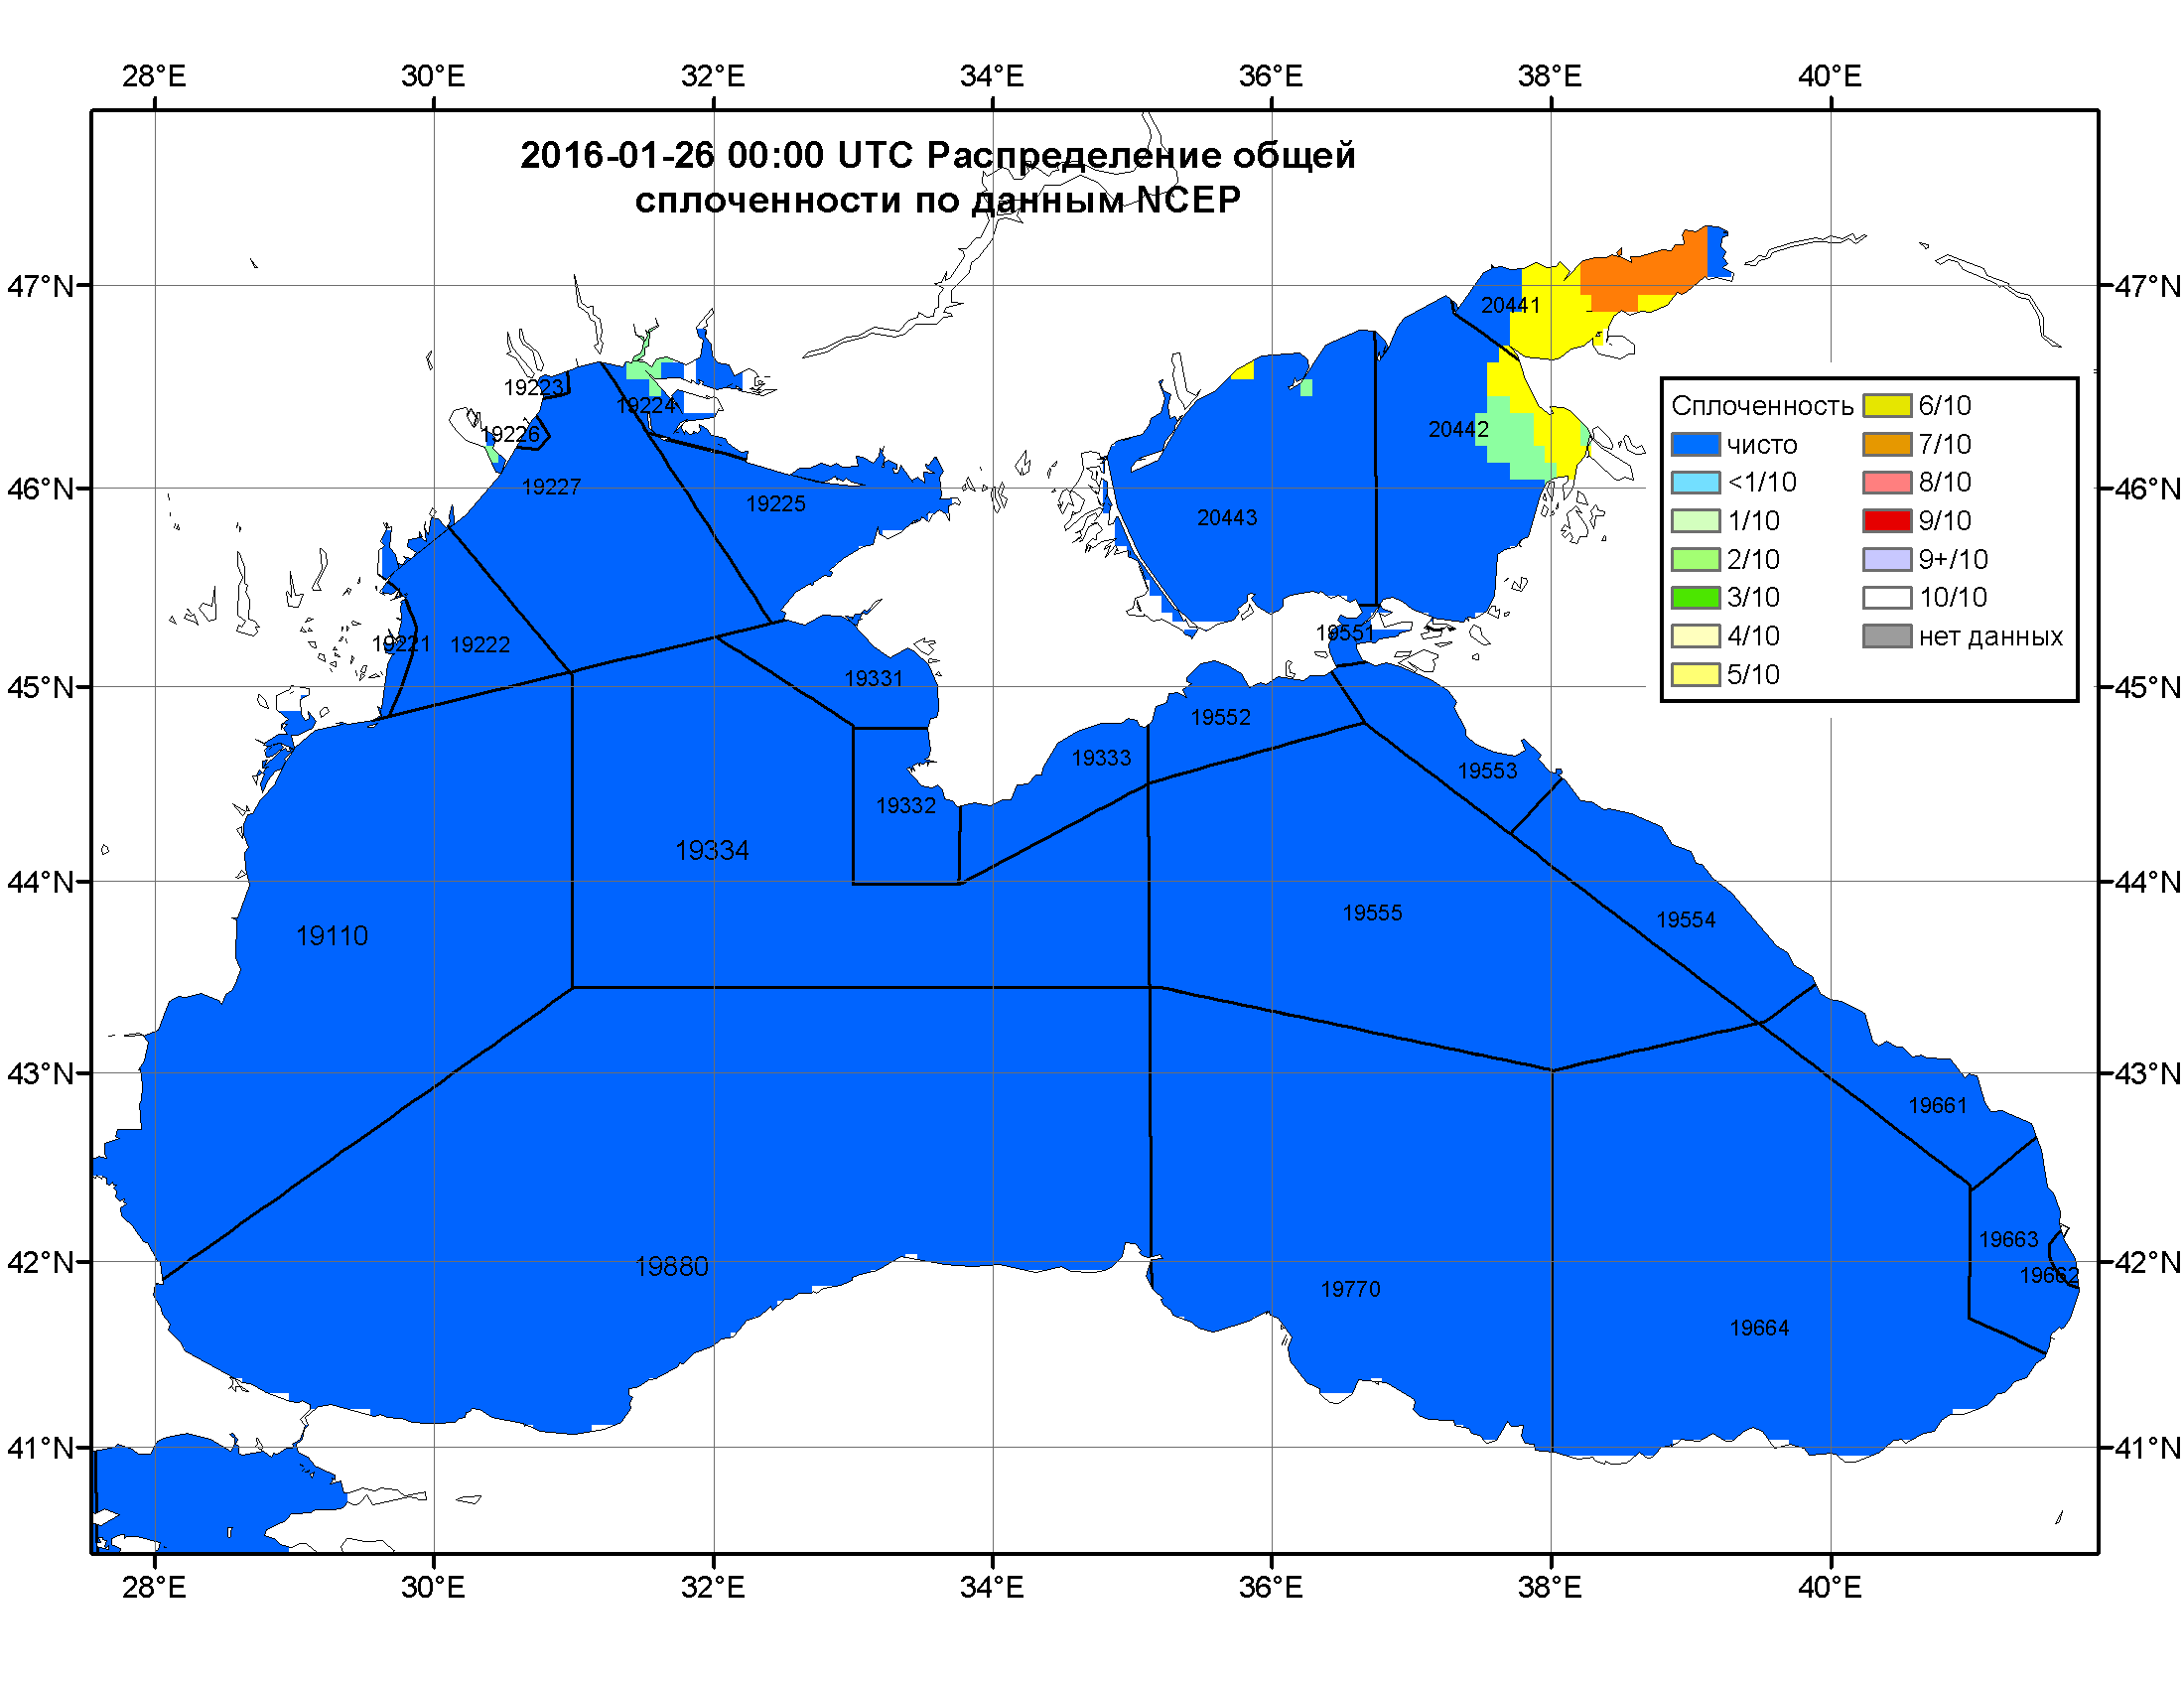 28°E 30°E 32°E 34°E 36°E 38°E 40°E
2016-01-26 00:00 UTC Распределение общей
сплоченности по данным NCEP
47°N 47°N
20441
19223
19224
19226
20442
19227
46°N 46°N
19225
20443
Сплоченность
чисто
<1/10
1/10
2/10
3/10
4/10
5/10
6/10
7/10
8/10
9/10
9+/10
10/10
нет данных
19551
19221 19222
19331
45°N 45°N
19552
19333
19553
19332
19334
44°N 44°N
19555
19554
19110
43°N 43°N
19661
19663
42°N 42°N
19880
19662
19770
19664
41°N 41°N
28°E 30°E 32°E 34°E 36°E 38°E 40°E